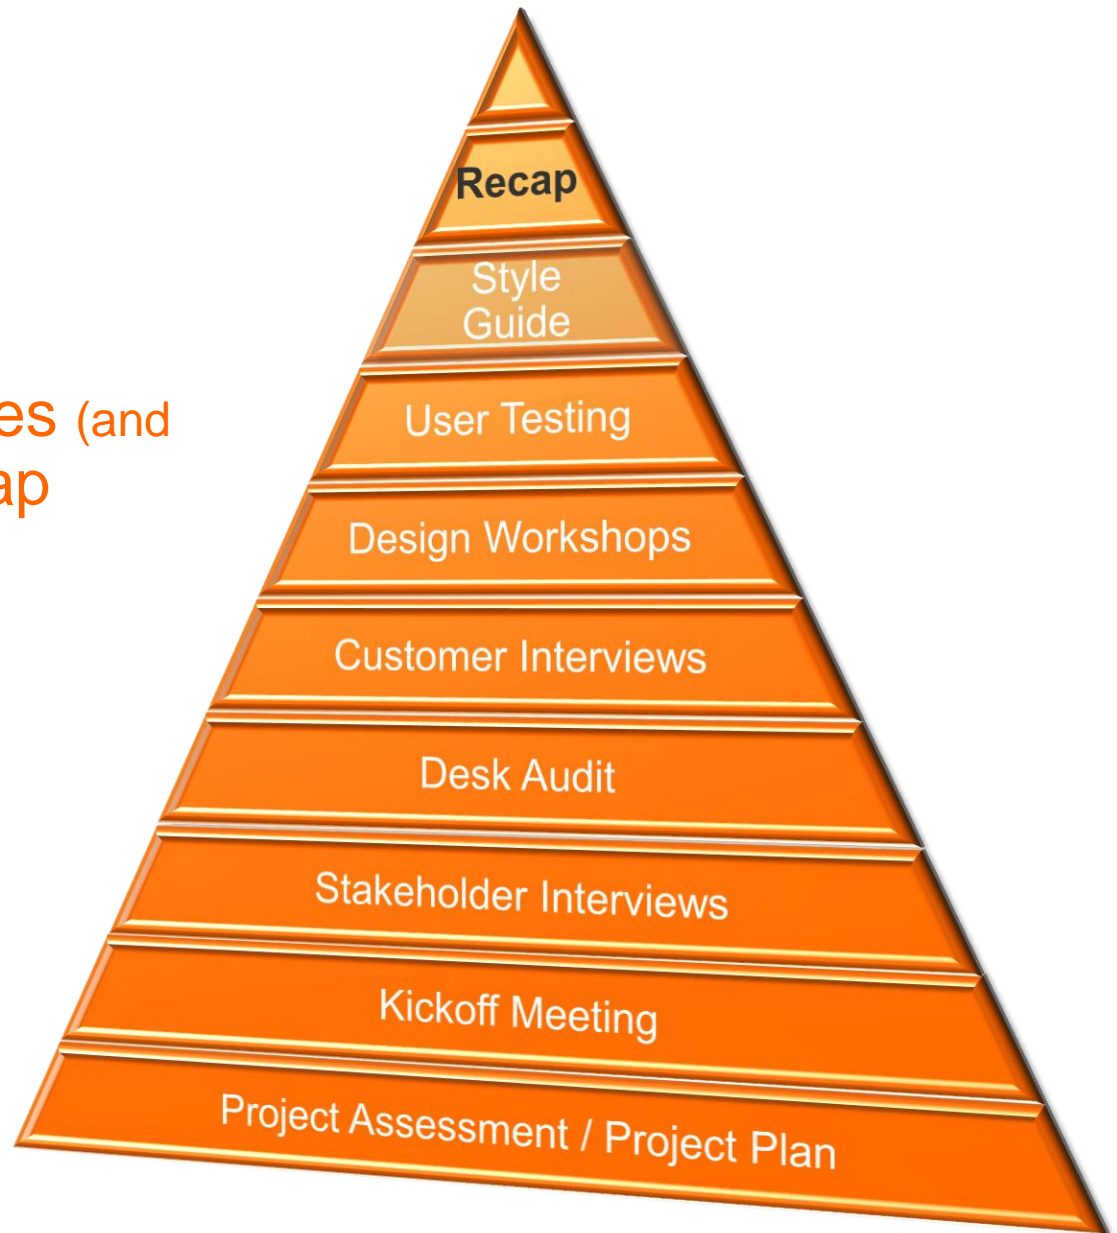 Recap
Style
Guide
es (and
ap
User Testing
Design Workshops
Customer Interviews
Desk Audit
Stakeholder Interviews
Kickoff Meeting
Project Assessment / Project Plan